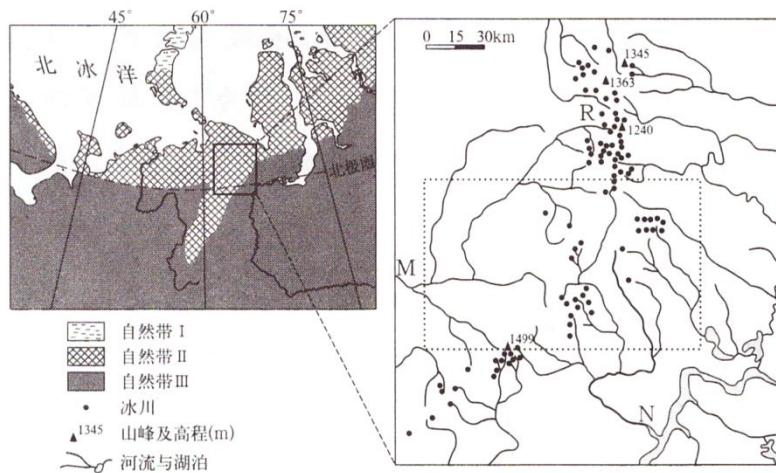 45° 60° 75°
北冰洋
北极圈
自然带Ⅰ
自然带Ⅱ
自然带Ⅲ
冰川
1345 山峰及高程(m)
河流与湖泊
0 15 30km
1345
1363
R
1240
M
1499
N